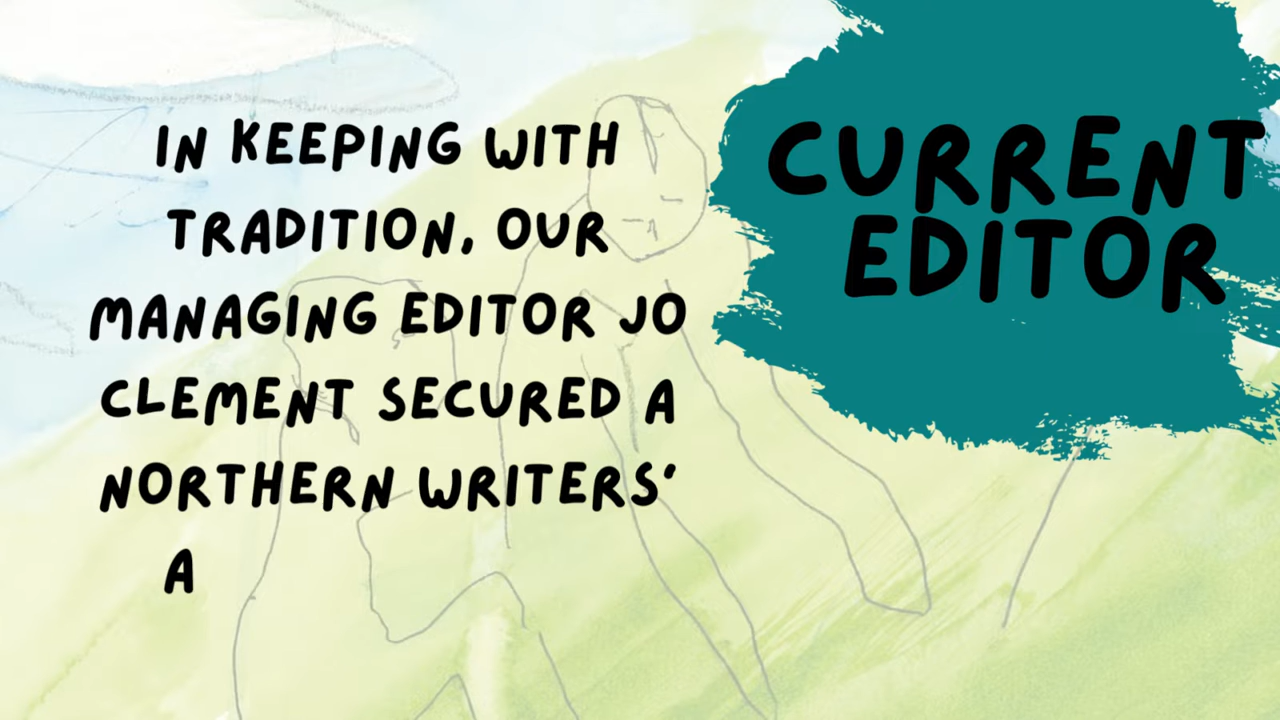 IN KEEPING WITH
TRADITION, OUR
MANAGING EDITOR JO
CLEMENT SECURED A
NORTHERN WRITERS'
A
CURRENT
EDITOR